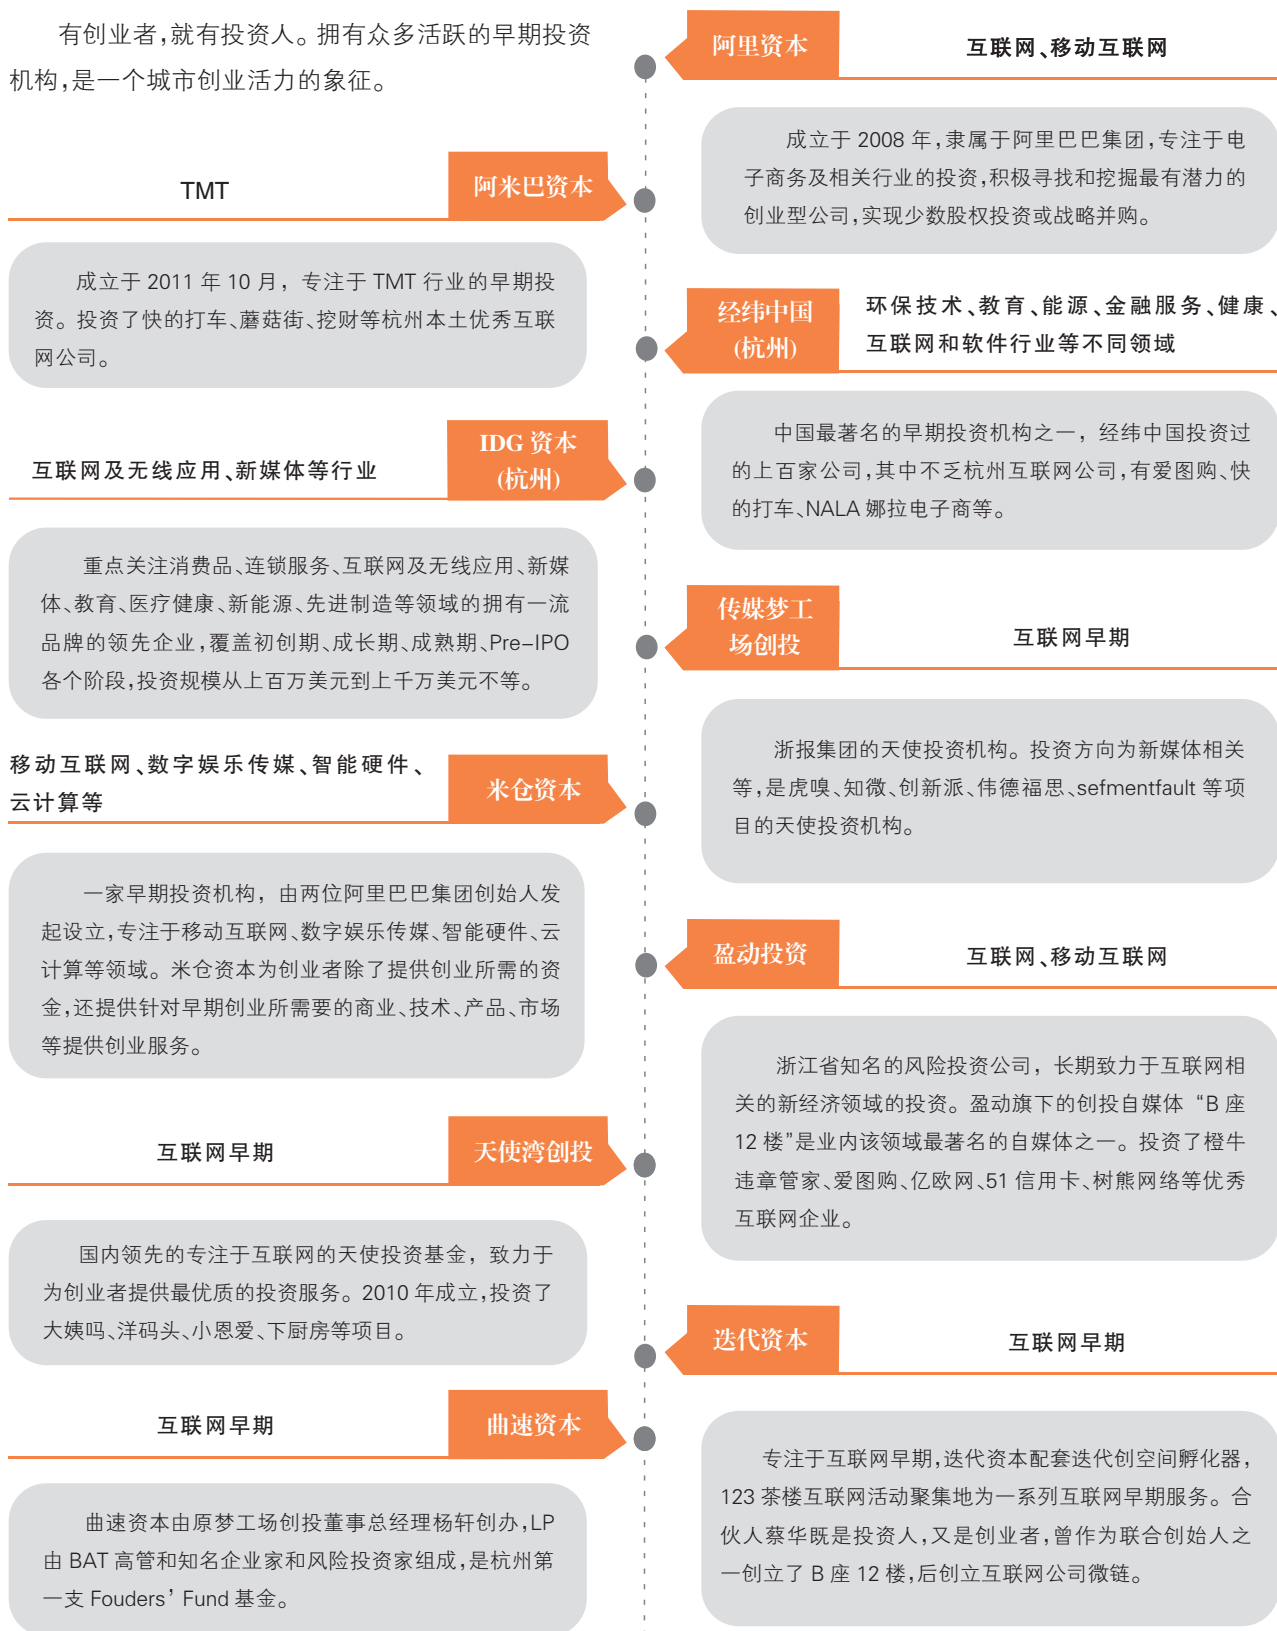 有创业者,就有投资人。拥有众多活跃的早期投资
机构,是一个城市创业活力的象征。
TMT
阿米巴资本
成立于 2011 年 10 月，专注于 TMT 行业的早期投
资。投资了快的打车、蘑菇街、挖财等杭州本土优秀互联
网公司。
互联网及无线应用、新媒体等行业
IDG 资本
(杭州)
重点关注消费品、连锁服务、互联网及无线应用、新媒
体、教育、医疗健康、新能源、先进制造等领域的拥有一流
品牌的领先企业,覆盖初创期、成长期、成熟期、Pre-IPO
各个阶段,投资规模从上百万美元到上千万美元不等。
移动互联网、数字娱乐传媒、智能硬件、
云计算等
米仓资本
一家早期投资机构，由两位阿里巴巴集团创始人发
起设立,专注于移动互联网、数字娱乐传媒、智能硬件、云
计算等领域。米仓资本为创业者除了提供创业所需的资
金,还提供针对早期创业所需要的商业、技术、产品、市场
等提供创业服务。
互联网早期
天使湾创投
国内领先的专注于互联网的天使投资基金，致力于
为创业者提供最优质的投资服务。2010 年成立,投资了
大姨吗、洋码头、小恩爱、下厨房等项目。
互联网早期
曲速资本
曲速资本由原梦工场创投董事总经理杨轩创办,LP
由 BAT 高管和知名企业家和风险投资家组成,是杭州第
一支 Fouders’ Fund 基金。
阿里资本
互联网、移动互联网
成立于 2008 年,隶属于阿里巴巴集团,专注于电
子商务及相关行业的投资,积极寻找和挖掘最有潜力的
创业型公司,实现少数股权投资或战略并购。
经纬中国
(杭州)
环保技术、教育、能源、金融服务、健康、
互联网和软件行业等不同领域
中国最著名的早期投资机构之一，经纬中国投资过
的上百家公司,其中不乏杭州互联网公司,有爱图购、快
的打车、NALA 娜拉电子商等。
传媒梦工
场创投
互联网早期
浙报集团的天使投资机构。投资方向为新媒体相关
等,是虎嗅、知微、创新派、伟德福思、sefmentfault 等项
目的天使投资机构。
盈动投资
互联网、移动互联网
浙江省知名的风险投资公司，长期致力于互联网相
关的新经济领域的投资。盈动旗下的创投自媒体“B 座
12 楼”是业内该领域最著名的自媒体之一。投资了橙牛
违章管家、爱图购、亿欧网、51 信用卡、树熊网络等优秀
互联网企业。
迭代资本
互联网早期
专注于互联网早期,迭代资本配套迭代创空间孵化器,
123 茶楼互联网活动聚集地为一系列互联网早期服务。合
伙人蔡华既是投资人,又是创业者,曾作为联合创始人之
一创立了 B 座 12 楼,后创立互联网公司微链。